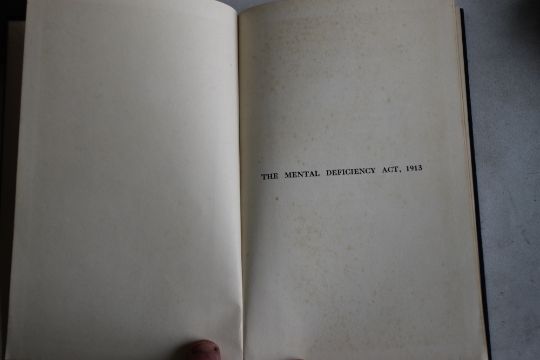 THE MENTAL DEFICIENCY ACT, 1913